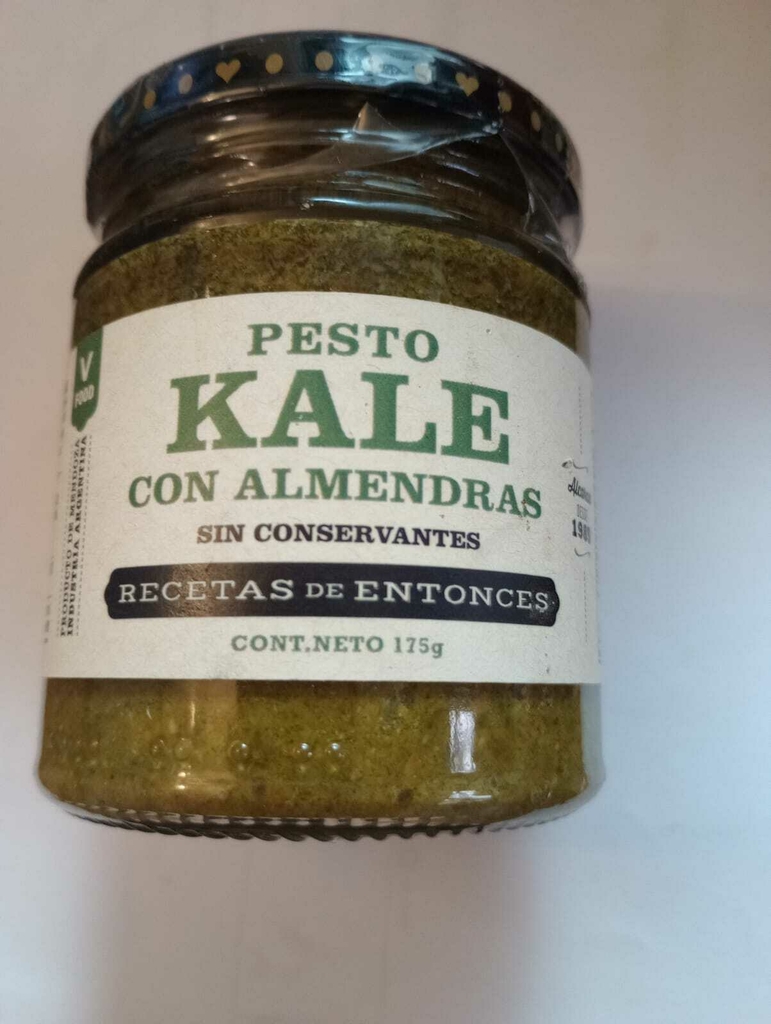 PESTO
KALE
CON ALMENDRAS
SIN CONSERVANTES
RECETAS DE ENTONCES
CONT.NETO 175g
V
FOOD
PRODUCTO DE MENDOZA
INDUSTRIA ARGENTINA